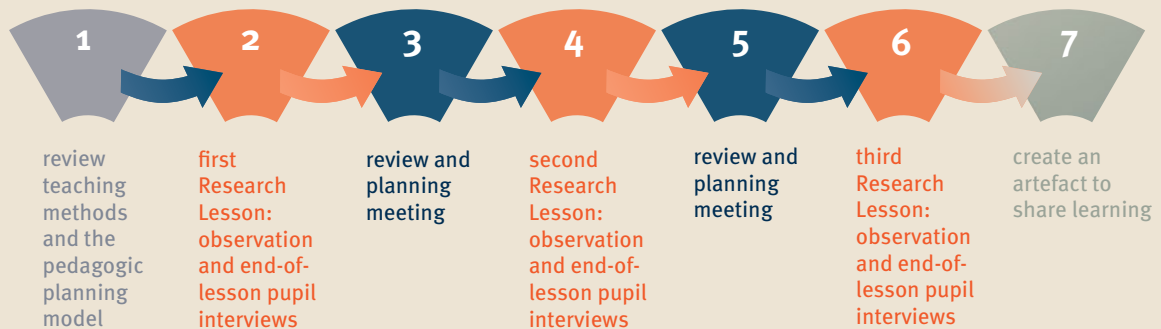 1
2
3
4
5
6
7
review
teaching
methods
and the
pedagogic
planning
model
first
Research
Lesson:
observation
and end-of-
lesson pupil
interviews
review and
planning
meeting
second
Research
Lesson:
observation
and end-of-
lesson pupil
interviews
review and
planning
meeting
third
Research
Lesson:
observation
and end-of-
lesson pupil
interviews
create an
artefact to
share learning